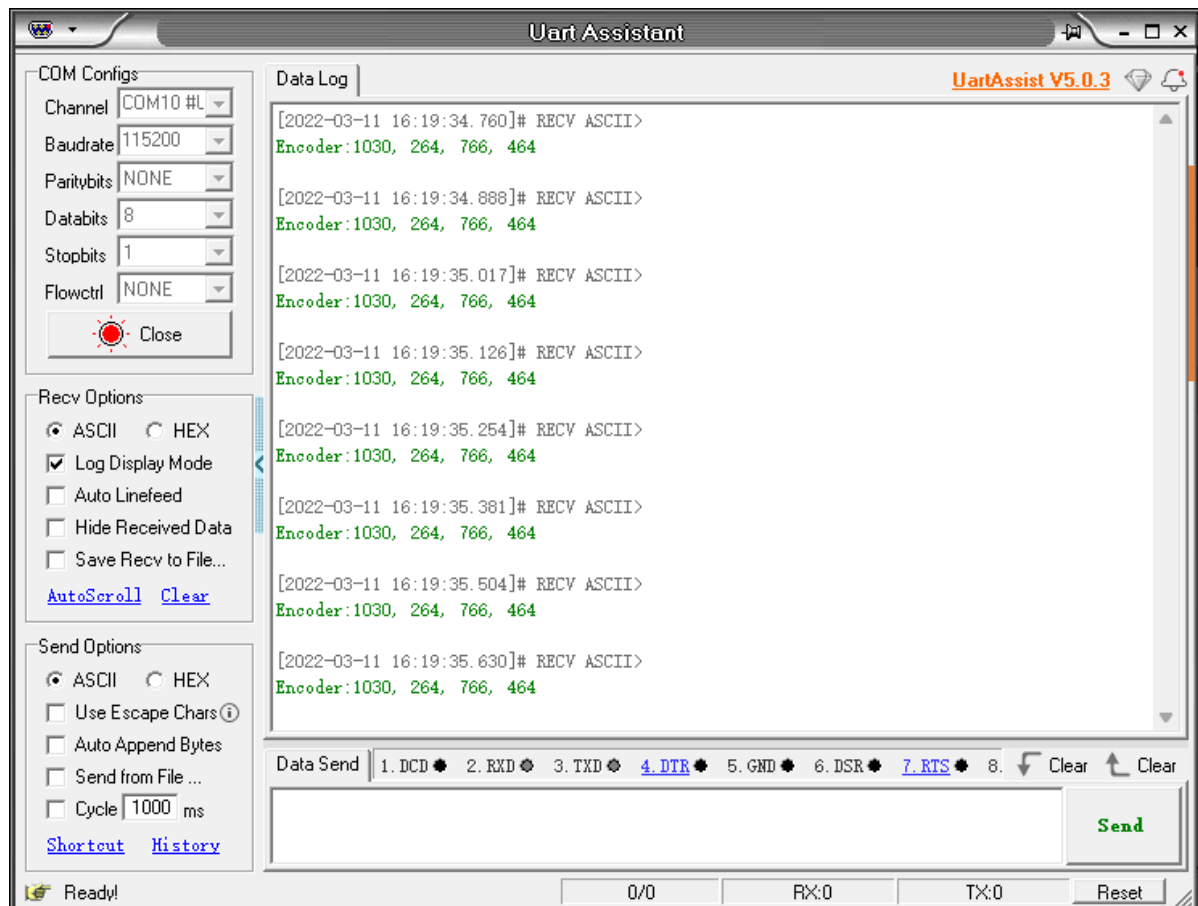 Uart Assistant
COM Configs
Channel COM10 #U
Baudrate 115200
Paritybits NONE
Databits 8
Stopbits 1
Flowctrl NONE
Close
Recv Options
ASCII HEX
Log Display Mode
Auto Linefeed
Hide Received Data
Save Recv to File...
AutoScroll Clear
Send Options
ASCII HEX
Use Escape Chars
Auto Append Bytes
Send from File ...
Cycle 1000 ms
Shortcut History
Data Log UartAssist V5.0.3
[2022-03-11 16:19:34.760]# RECV ASCII>
Encoder:1030, 264, 766, 464
[2022-03-11 16:19:34.888]# RECV ASCII>
Encoder:1030, 264, 766, 464
[2022-03-11 16:19:35.017]# RECV ASCII>
Encoder:1030, 264, 766, 464
[2022-03-11 16:19:35.126]# RECV ASCII>
Encoder:1030, 264, 766, 464
[2022-03-11 16:19:35.254]# RECV ASCII>
Encoder:1030, 264, 766, 464
[2022-03-11 16:19:35.381]# RECV ASCII>
Encoder:1030, 264, 766, 464
[2022-03-11 16:19:35.504]# RECV ASCII>
Encoder:1030, 264, 766, 464
[2022-03-11 16:19:35.630]# RECV ASCII>
Encoder:1030, 264, 766, 464
Data Send 1.DCD 2.RXD 3.TXD 4.DTR 5.GND 6.DSR 7.RTS 8. Clear Clear
Send
Ready! 0/0 RX:0 TX:0 Reset